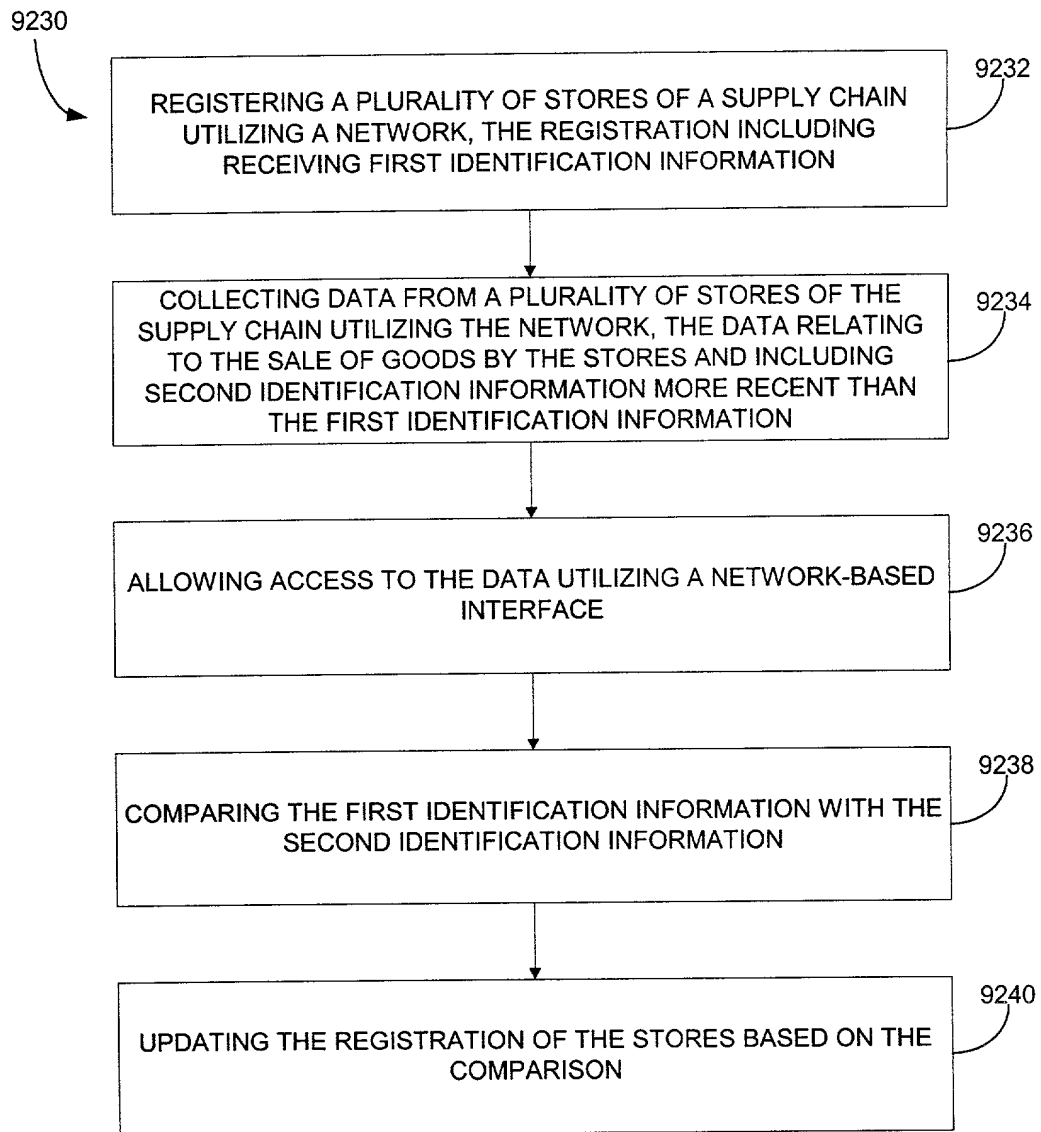 9230
9232
REGISTERING A PLURALITY OF STORES OF A SUPPLY CHAIN
UTILIZING A NETWORK, THE REGISTRATION INCLUDING
RECEIVING FIRST IDENTIFICATION INFORMATION
9234
COLLECTING DATA FROM A PLURALITY OF STORES OF THE
SUPPLY CHAIN UTILIZING THE NETWORK, THE DATA RELATING
TO THE SALE OF GOODS BY THE STORES AND INCLUDING
SECOND IDENTIFICATION INFORMATION MORE RECENT THAN
THE FIRST IDENTIFICATION INFORMATION
9236
ALLOWING ACCESS TO THE DATA UTILIZING A NETWORK-BASED
INTERFACE
9238
COMPARING THE FIRST IDENTIFICATION INFORMATION WITH THE
SECOND IDENTIFICATION INFORMATION
9240
UPDATING THE REGISTRATION OF THE STORES BASED ON THE
COMPARISON